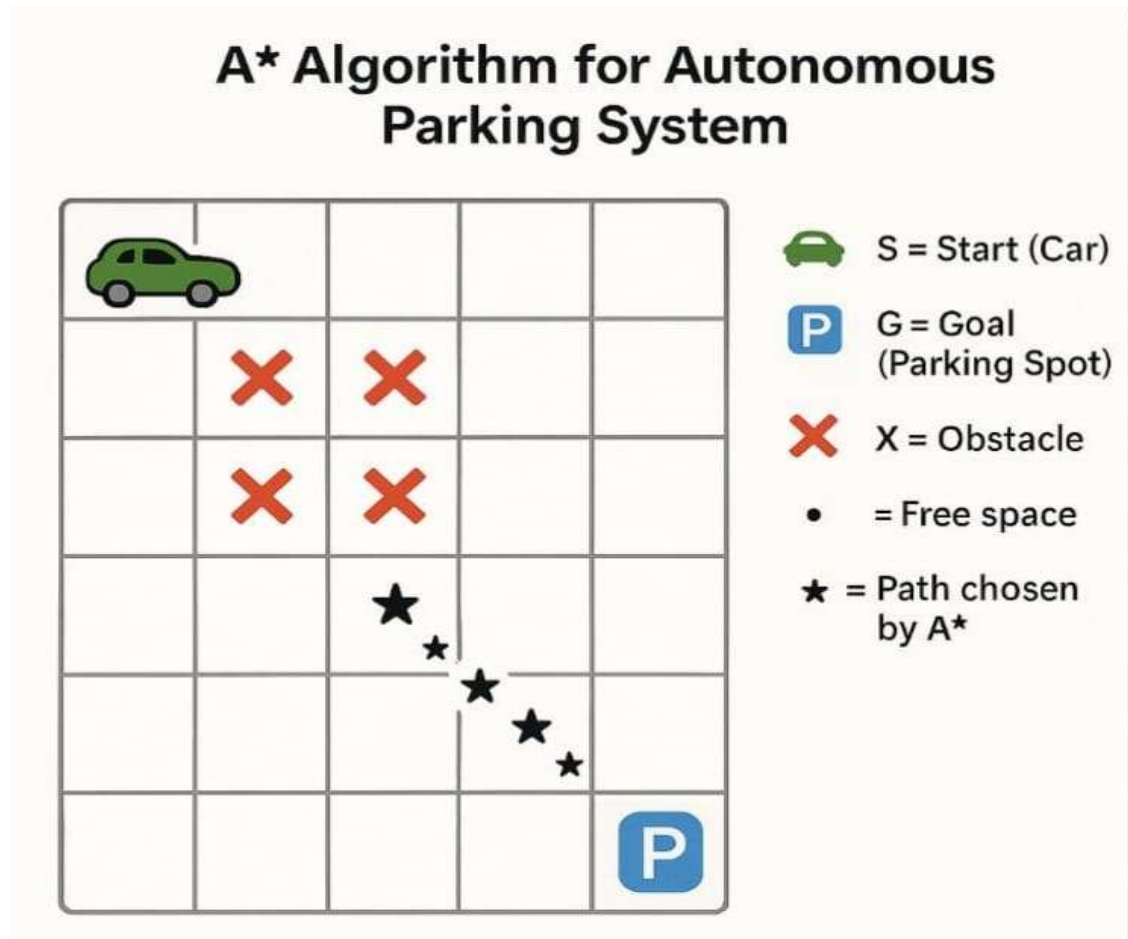 A* Algorithm for Autonomous
Parking System
S = Start (Car)
P
G = Goal
(Parking Spot)
X = Obstacle
• = Free space
★ = Path chosen
by A*
P